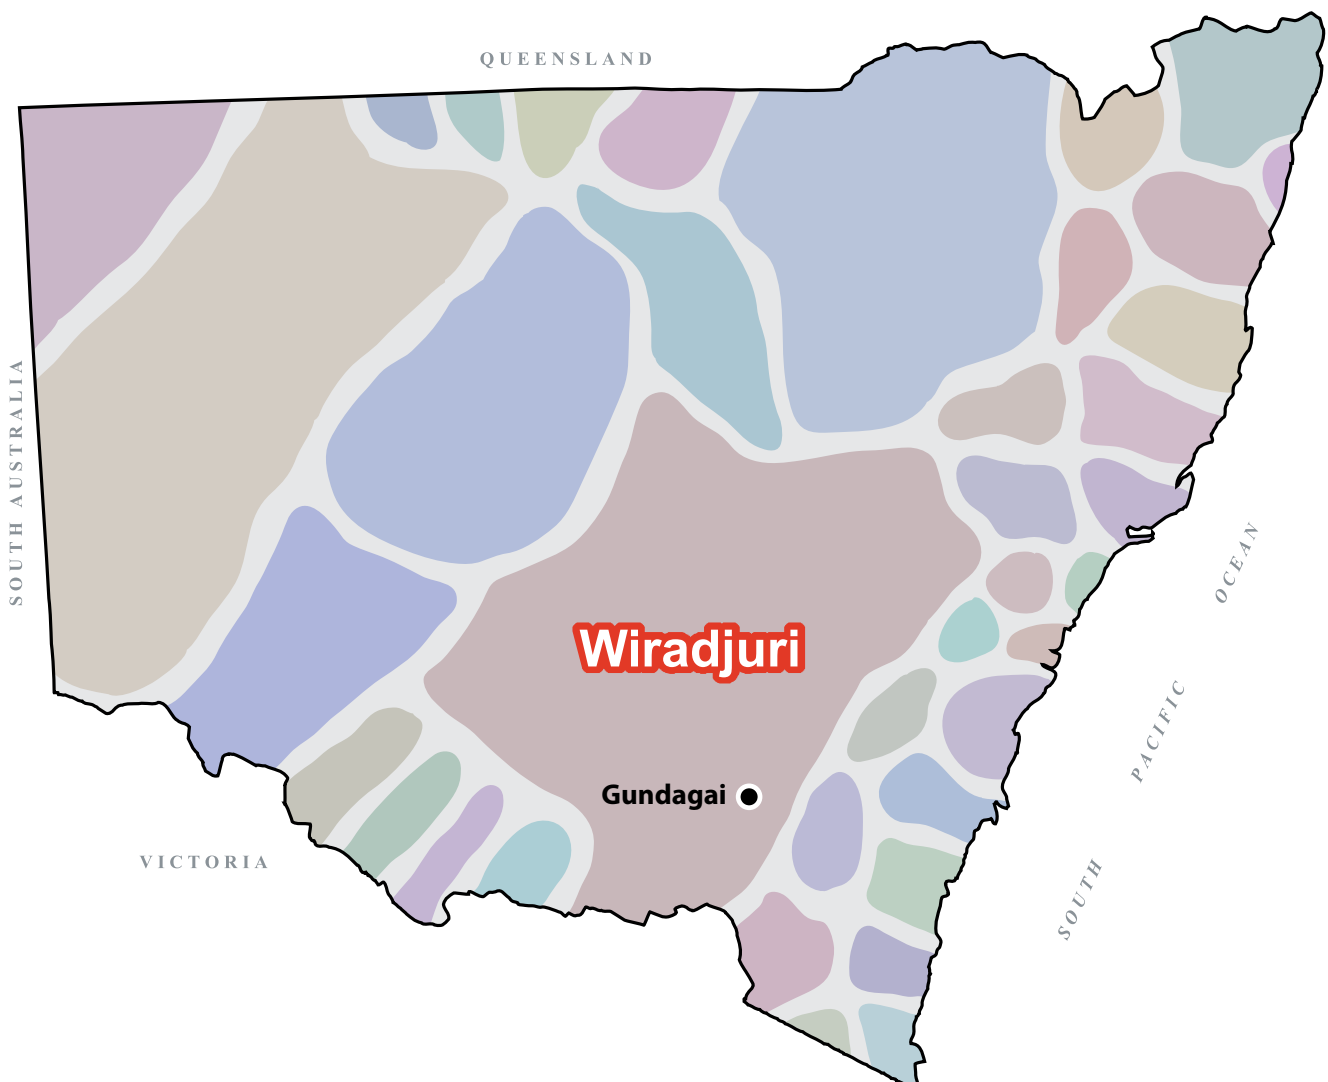 QUEENSLAND
SOUTH AUSTRALIA
OCEAN
Wiradjuri
PACIFIC
Gundagai
VICTORIA
SOUTH